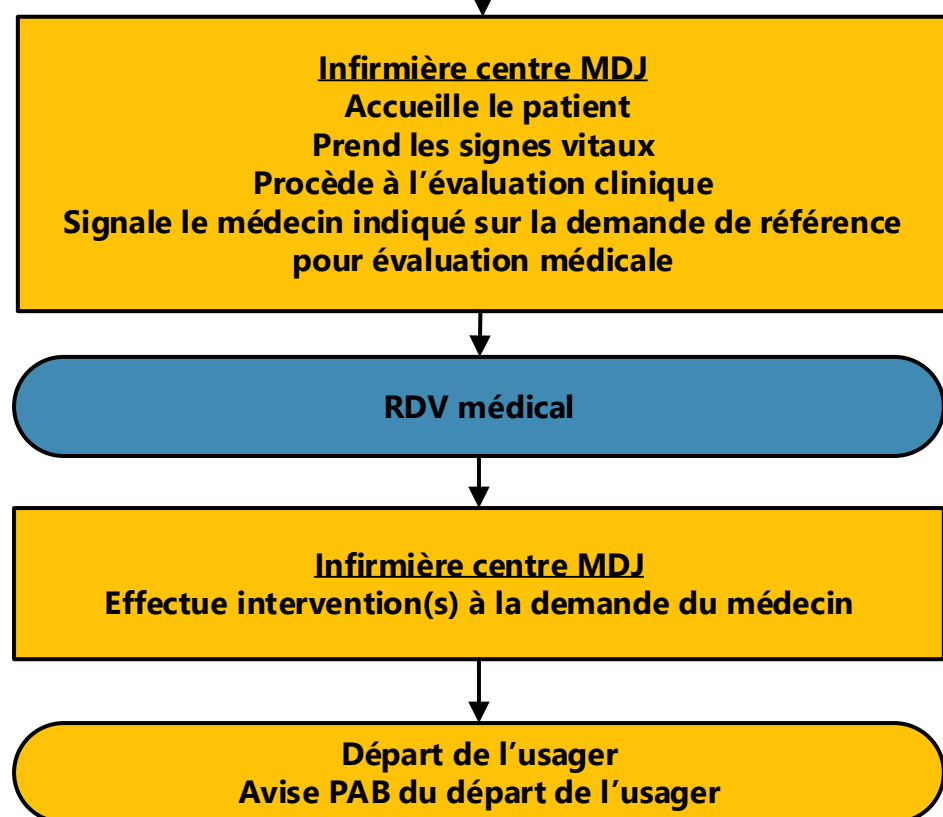 Infirmière centre MDJ
Accueille le patient
Prend les signes vitaux
Procède à l’évaluation clinique
Signale le médecin indiqué sur la demande de référence
pour évaluation médicale
RDV médical
Infirmière centre MDJ
Effectue intervention(s) à la demande du médecin
Départ de l’usager
Avise PAB du départ de l’usager